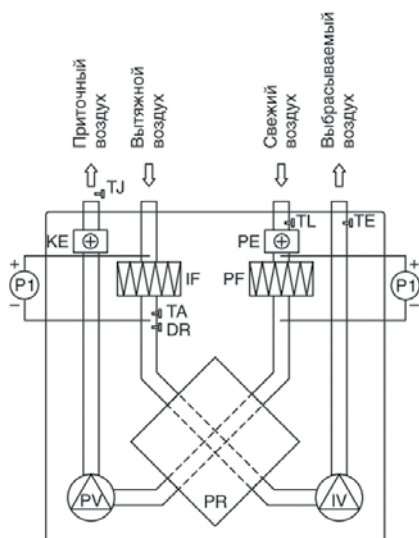 Приточный
воздух
Вытяжной
воздух
Свежий
воздух
Выбрасываемый
воздух
TJ
TL
TE
KE
PE
+
P1
–
IF
PF
+
P1
–
TA
DR
PV
PR
IV